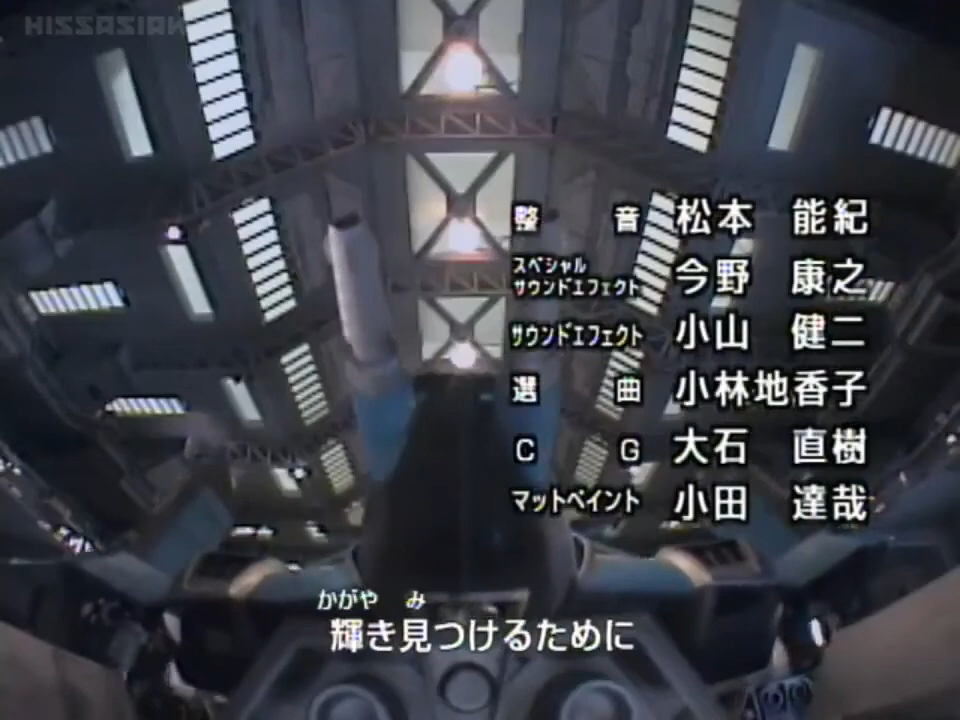 HISSASIAN
整音 松本 能紀
スペシャル
サウンドエフェクト 今野 康之
サウンドエフェクト 小山 健二
選曲 小林地香子
CG 大石 直樹
マットペイント 小田 達哉
かがや み
輝き見つけるために